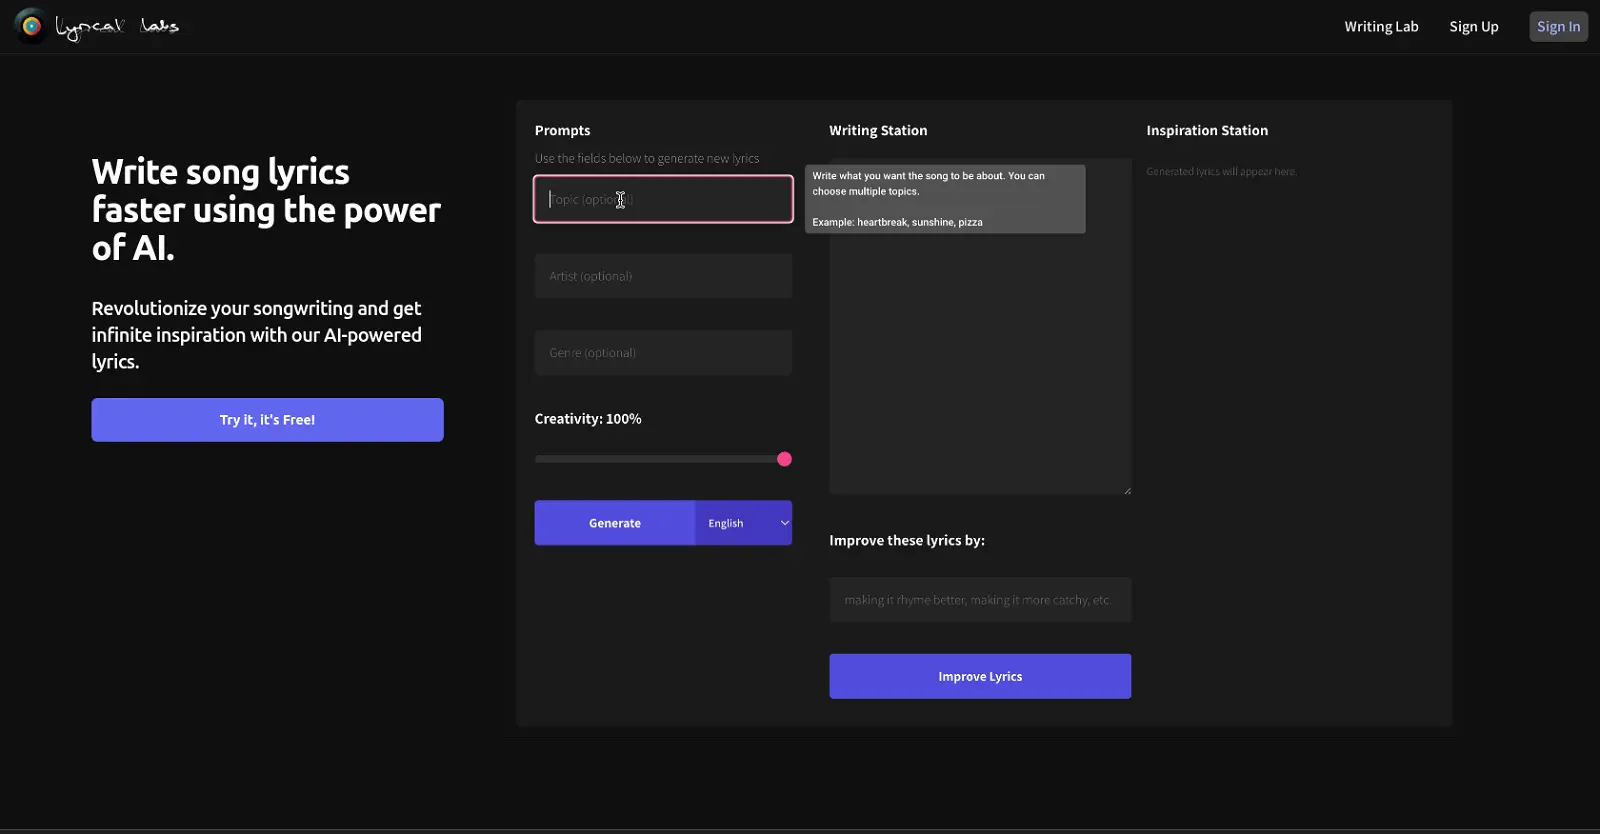 Lyrical Labs
Writing Lab
Sign Up
Sign In
Write song lyrics
faster using the power
of AI.
Revolutionize your songwriting and get
infinite inspiration with our AI-powered
lyrics.
Try it, it's Free!
Prompts
Use the fields below to generate new lyrics
Topic (optional)
Artist (optional)
Genre (optional)
Creativity: 100%
Generate
English
Writing Station
Write what you want the song to be about. You can
choose multiple topics.
Example: heartbreak, sunshine, pizza
Improve these lyrics by:
making it rhyme better, making it more catchy, etc.
Improve Lyrics
Inspiration Station
Generated lyrics will appear here.